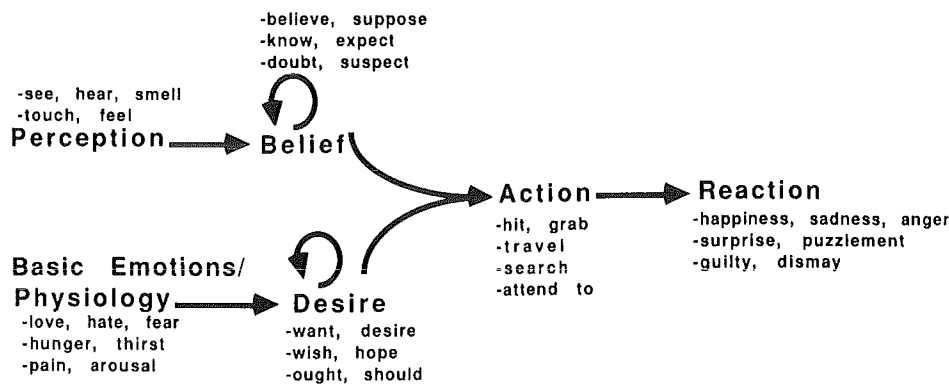 -believe, suppose
-know, expect
-doubt, suspect
-see, hear, smell
-touch, feel
Perception
Belief
Action
-hit, grab
-travel
-search
-attend to
Reaction
-happiness, sadness, anger
-surprise, puzzlement
-guilty, dismay
Basic Emotions/
Physiology
-love, hate, fear
-hunger, thirst
-pain, arousal
Desire
-want, desire
-wish, hope
-ought, should